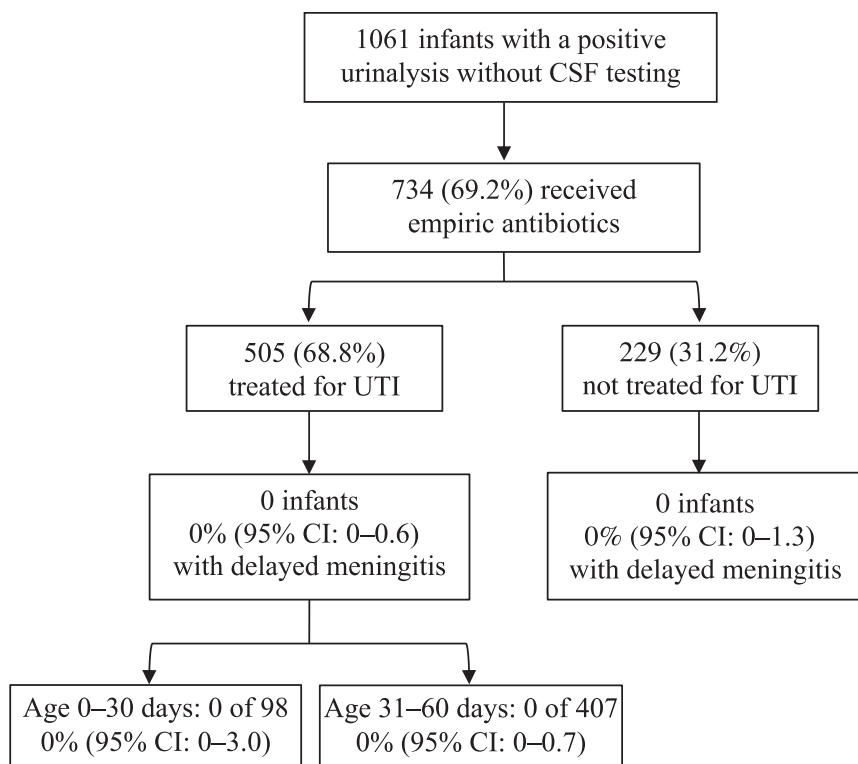 1061 infants with a positive
urinalysis without CSF testing
734 (69.2%) received
empiric antibiotics
505 (68.8%)
treated for UTI
229 (31.2%)
not treated for UTI
0 infants
0% (95% CI: 0–0.6)
with delayed meningitis
0 infants
0% (95% CI: 0–1.3)
with delayed meningitis
Age 0–30 days: 0 of 98
0% (95% CI: 0–3.0)
Age 31–60 days: 0 of 407
0% (95% CI: 0–0.7)